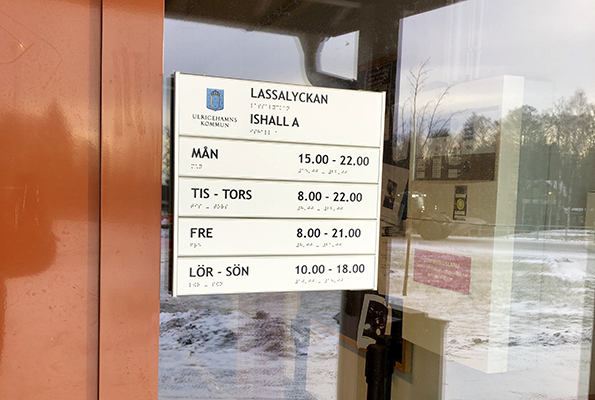 LASSALYCKAN
ULRICEHAMNS
KOMMUN
ISHALL A
MÅN 15.00 - 22.00
TIS - TORS 8.00 - 22.00
FRE 8.00 - 21.00
LÖR - SÖN 10.00 - 18.00